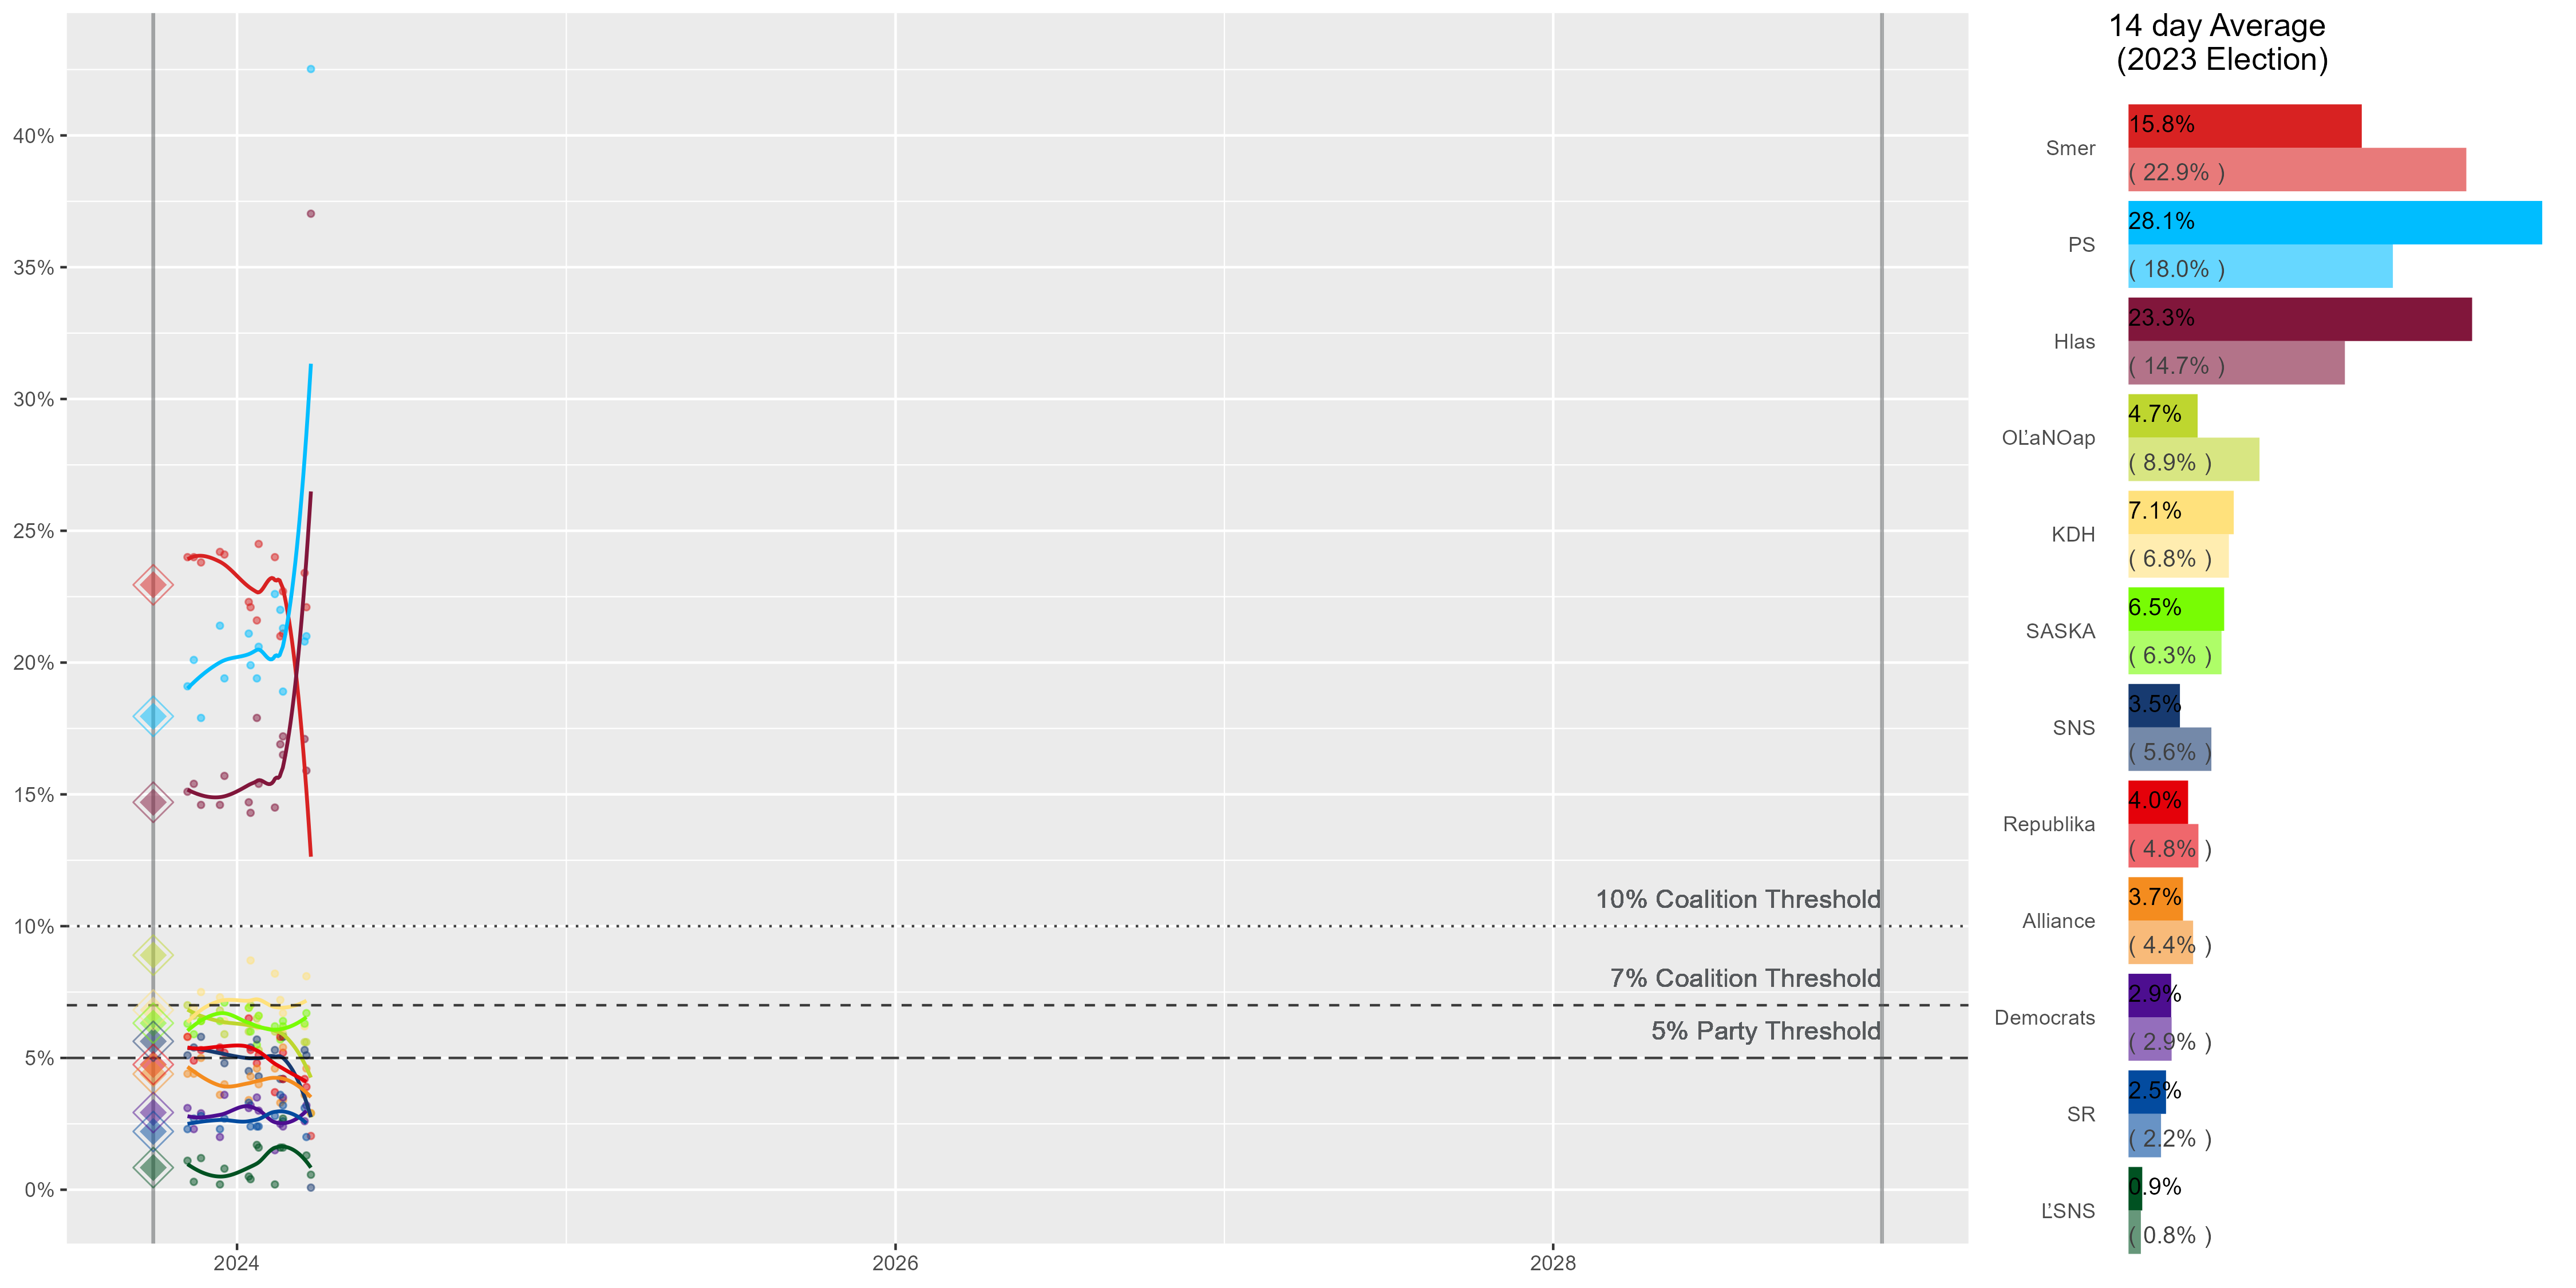 14 day Average
(2023 Election)
40%
35%
30%
25%
20%
15%
10%
5%
0%
2024
2026
2028
10% Coalition Threshold
7% Coalition Threshold
5% Party Threshold
Smer
15.8%
( 22.9% )
PS
28.1%
( 18.0% )
Hlas
23.3%
( 14.7% )
OĽaNOap
4.7%
( 8.9% )
KDH
7.1%
( 6.8% )
SASKA
6.5%
( 6.3% )
SNS
3.5%
( 5.6% )
Republika
4.0%
( 4.8% )
Alliance
3.7%
( 4.4% )
Democrats
2.9%
( 2.9% )
SR
2.5%
( 2.2% )
ĽSNS
0.9%
( 0.8% )